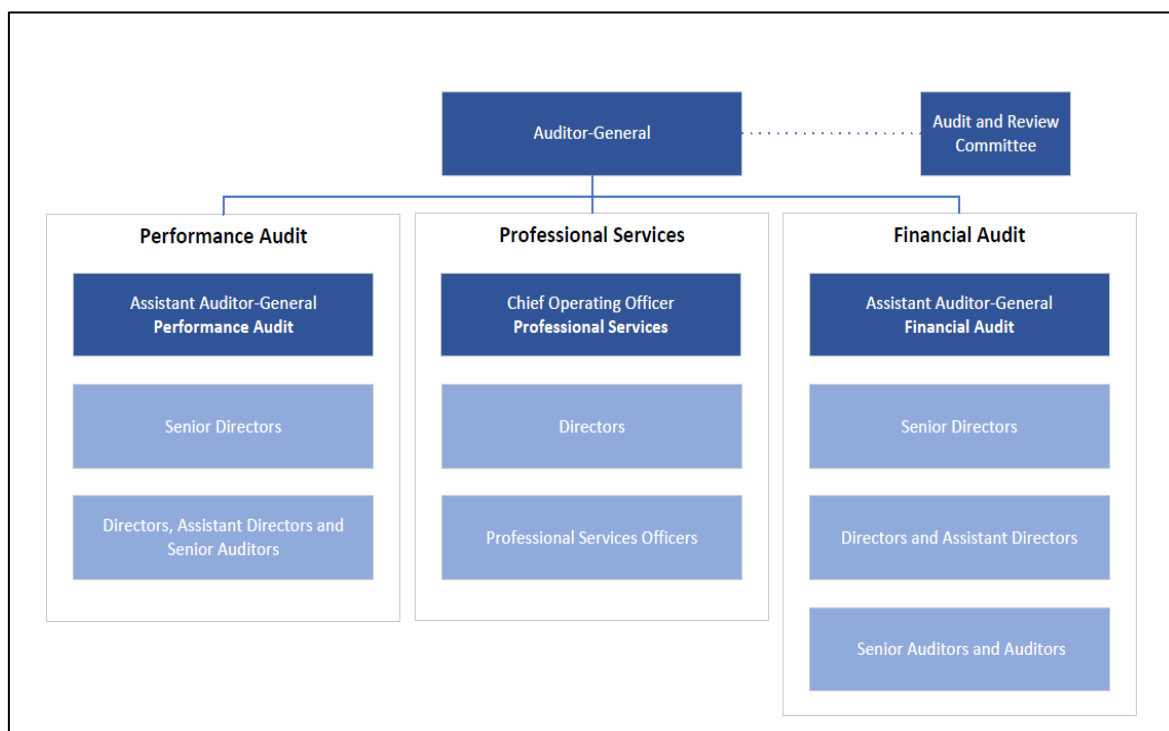 Auditor-General
Audit and Review
Committee
Performance Audit
Assistant Auditor-General
Performance Audit
Senior Directors
Directors, Assistant Directors and
Senior Auditors
Professional Services
Chief Operating Officer
Professional Services
Directors
Professional Services Officers
Financial Audit
Assistant Auditor-General
Financial Audit
Senior Directors
Directors and Assistant Directors
Senior Auditors and Auditors